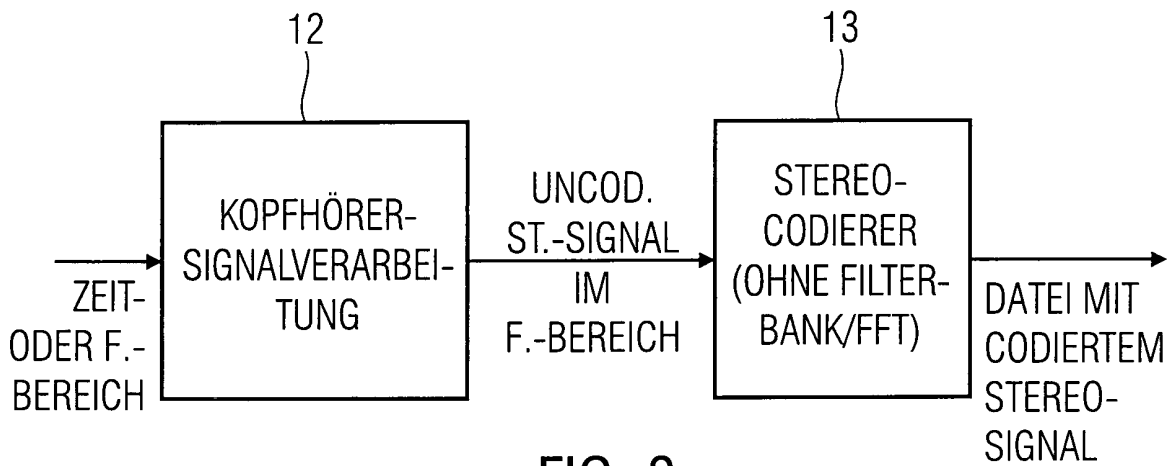 12
13
KOPFHÖRER-
SIGNALVERARBEI-
TUNG
ZEIT-
ODER F.-
BEREICH
UNCOD.
ST.-SIGNAL
IM
F.-BEREICH
STEREO-
CODIERER
(OHNE FILTER-
BANK/FFT)
DATEI MIT
CODIERTEM
STEREO-
SIGNAL